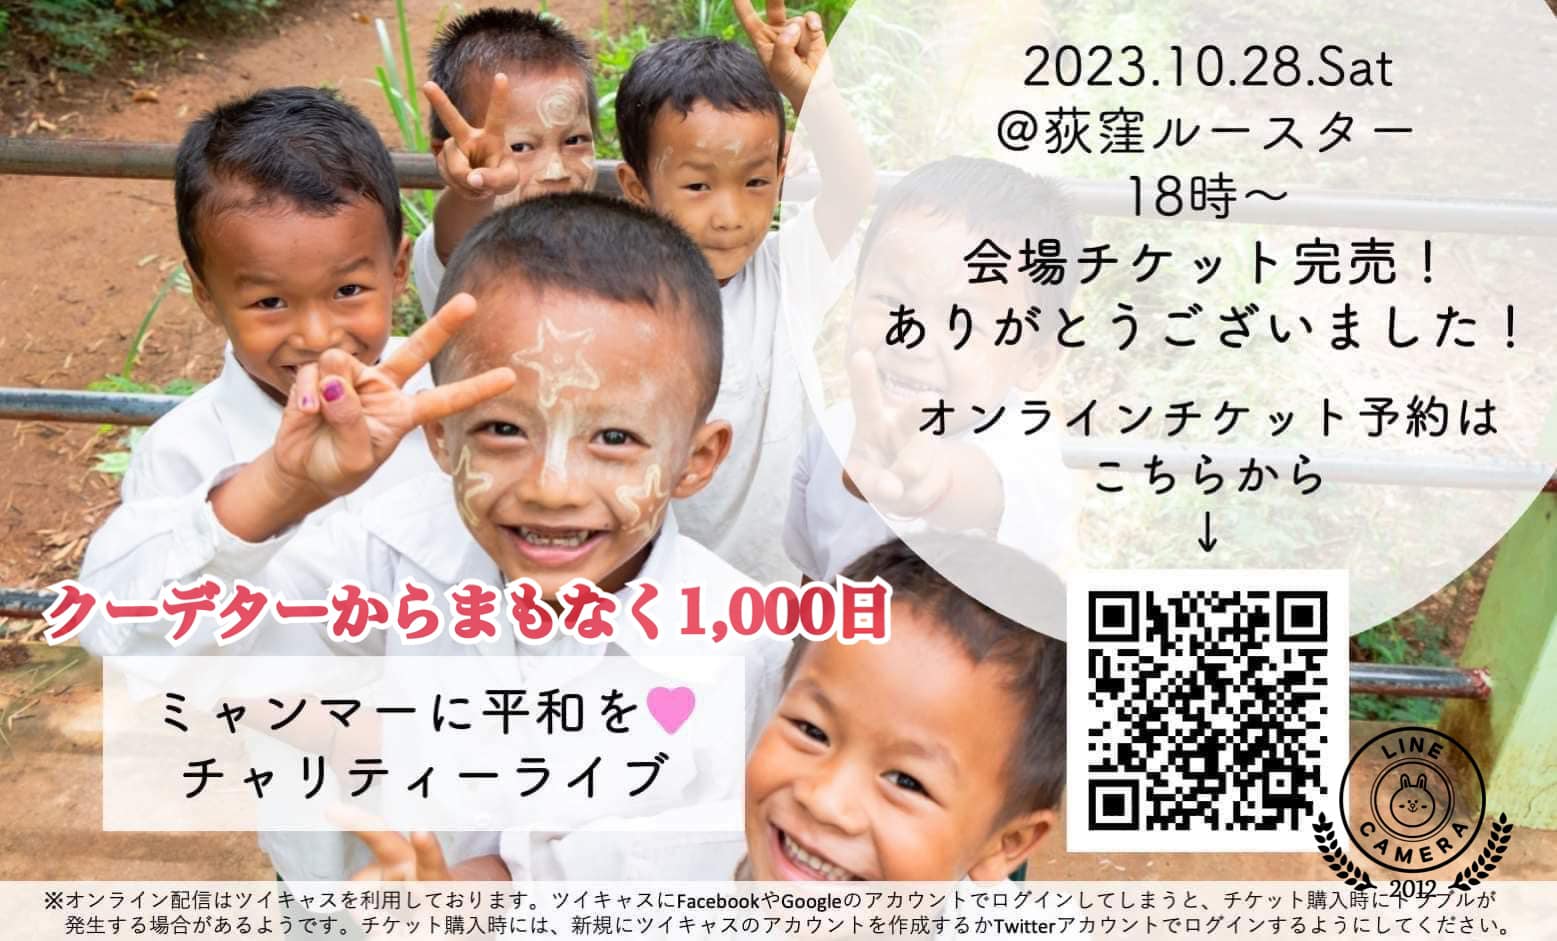 2023.10.28.Sat
@荻窪ルースター
18時〜
会場チケット完売！
ありがとうございました！
オンラインチケット予約は
こちらから
↓
クーデターからまもなく1,000日
ミャンマーに平和を
チャリティーライブ
LINE
CAMERA
2012
※オンライン配信はツイキャスを利用しております。ツイキャスにFacebookやGoogleのアカウントでログインしてしまうと、チケット購入時にトラブルが
発生する場合があるようです。チケット購入時には、新規にツイキャスのアカウントを作成するかTwitterアカウントでログインするようにしてください。